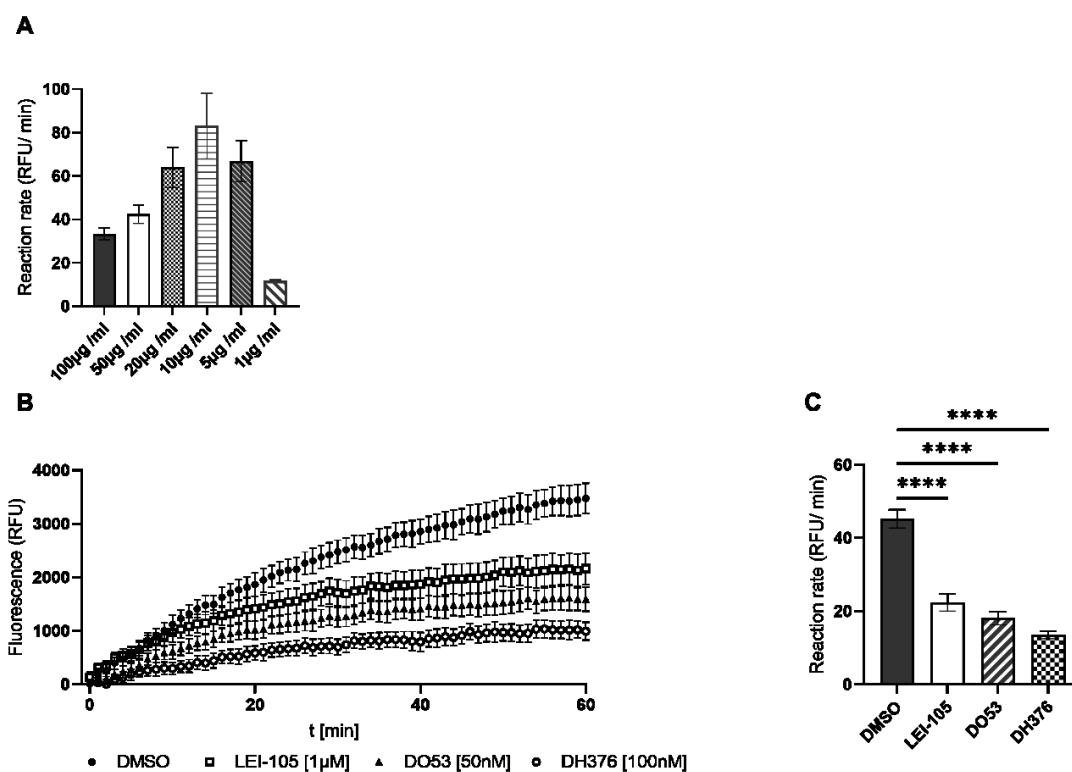 A
Reaction rate (RFU/ min)
100
80
60
40
20
0
100µg /ml
50µg /ml
20µg /ml
10µg /ml
5µg /ml
1µg /ml
B
Fluorescence (RFU)
4000
3000
2000
1000
0
0 20 40 60
t [min]
DMSO LEI-105 [1µM] DO53 [50nM] DH376 [100nM]
C
****
****
****
Reaction rate (RFU/ min)
60
40
20
0
DMSO
LEI-105
DO53
DH376